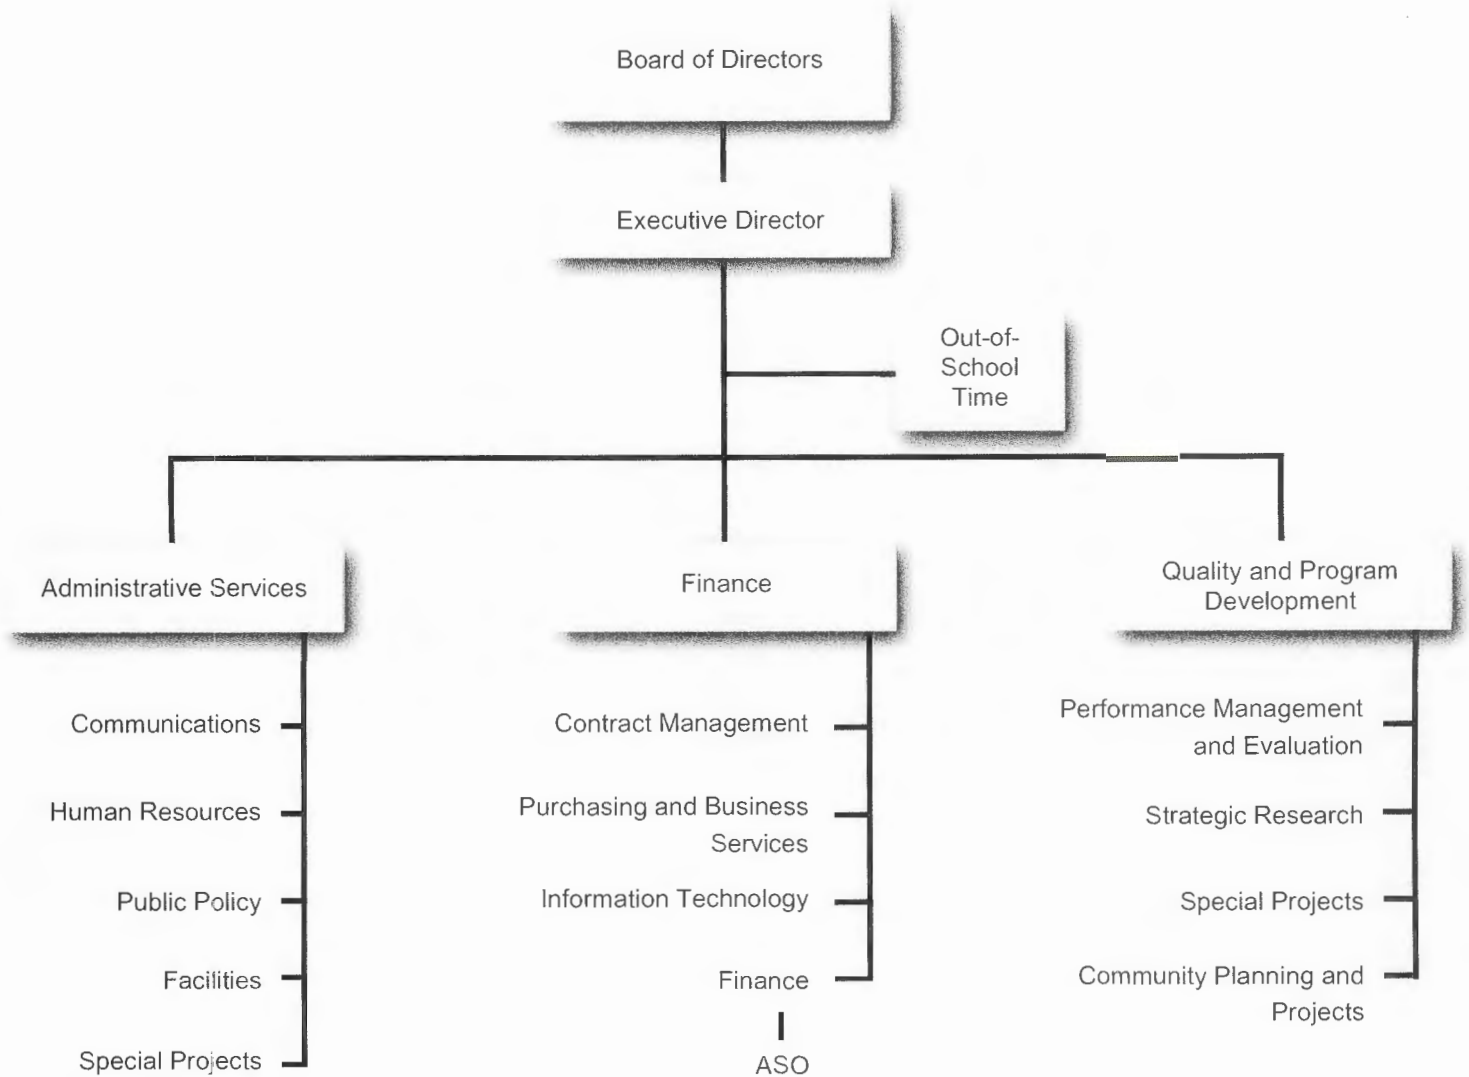 Board of Directors
Executive Director
Out-of-
School
Time
Administrative Services
Communications
Human Resources
Public Policy
Facilities
Special Projects
Finance
Contract Management
Purchasing and Business
Services
Information Technology
Finance
ASO
Quality and Program
Development
Performance Management
and Evaluation
Strategic Research
Special Projects
Community Planning and
Projects